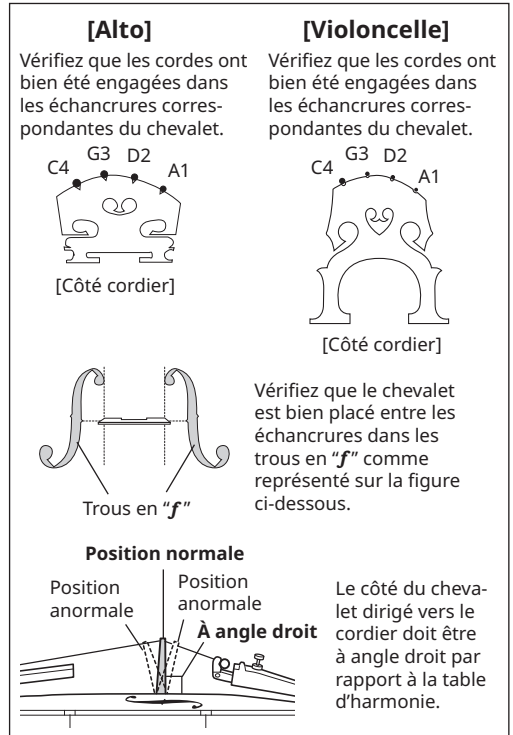 [Alto]
Vérifiez que les cordes ont
bien été engagées dans
les échancrures corres-
pondantes du chevalet.
C4 G3 D2 A1
[Côté cordier]
[Violoncelle]
Vérifiez que les cordes ont
bien été engagées dans
les échancrures corres-
pondantes du chevalet.
C4 G3 D2 A1
[Côté cordier]
Trous en “f”
Vérifiez que le chevalet
est bien placé entre les
échancrures dans les
trous en “f” comme
représenté sur la figure
ci-dessous.
Position normale
Position
anormale
Position
anormale
À angle droit
Le côté du cheva-
let dirigé vers le
cordier doit être
à angle droit par
rapport à la table
d’harmonie.